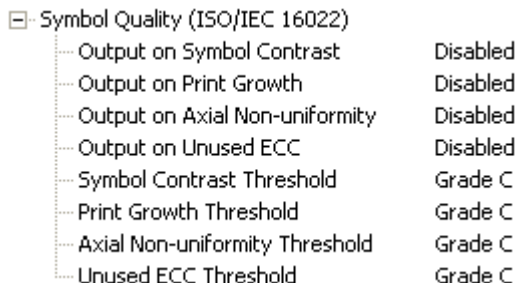 Symbol Quality (ISO/IEC 16022)
Output on Symbol Contrast Disabled
Output on Print Growth Disabled
Output on Axial Non-uniformity Disabled
Output on Unused ECC Disabled
Symbol Contrast Threshold Grade C
Print Growth Threshold Grade C
Axial Non-uniformity Threshold Grade C
Unused ECC Threshold Grade C